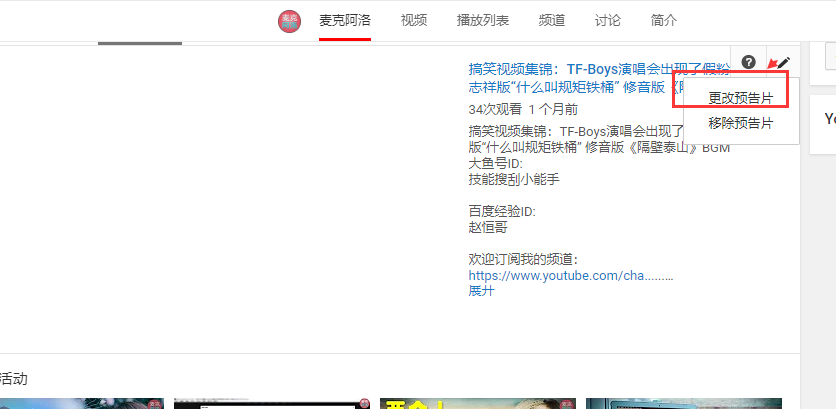 麦克阿洛 视频 播放列表 频道 讨论 简介
搞笑视频集锦：TF-Boys演唱会出现了假粉
志祥版“什么叫规矩铁桶” 修音版《隔
更改预告片
移除预告片
34次观看 1 个月前
搞笑视频集锦：TF-Boys演唱会出现了
版“什么叫规矩铁桶” 修音版《隔壁泰山》BGM
大鱼号ID:
技能搜刮小能手
百度经验ID:
赵恒哥
欢迎订阅我的频道：
https://www.youtube.com/cha.........
展开
活动